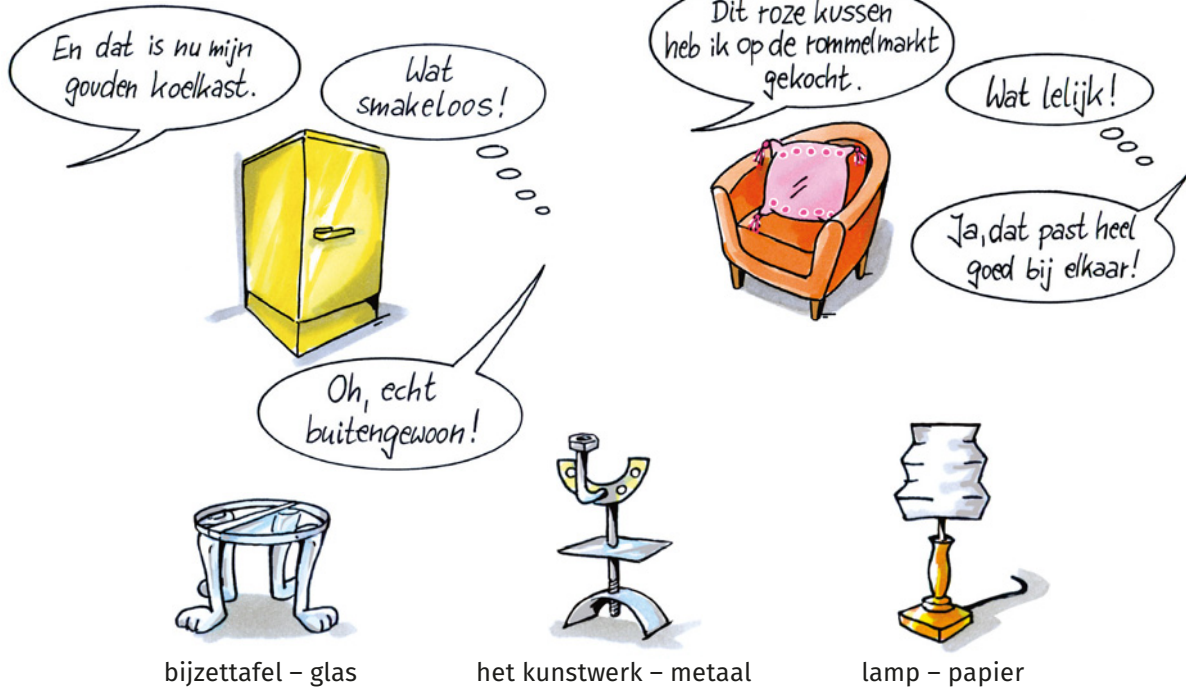 En dat is nu mijn
gouden koelkast.
Wat
smakeloos!
Oh, echt
buitengewoon!
Dit roze kussen
heb ik op de rommelmarkt
gekocht.
Wat lelijk!
Ja, dat past heel
goed bij elkaar!
bijzettafel – glas
het kunstwerk – metaal
lamp – papier